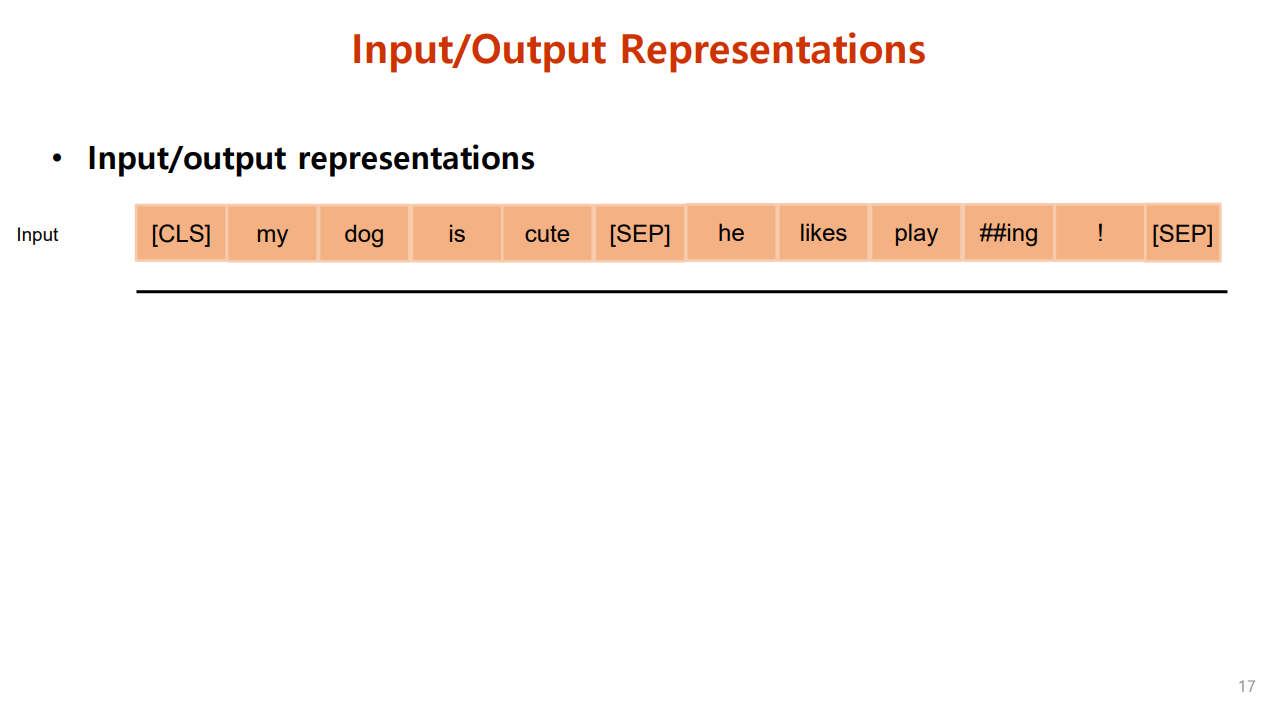 Input/Output Representations
• Input/output representations
Input [CLS] my dog is cute [SEP] he likes play ##ing ! [SEP]
17